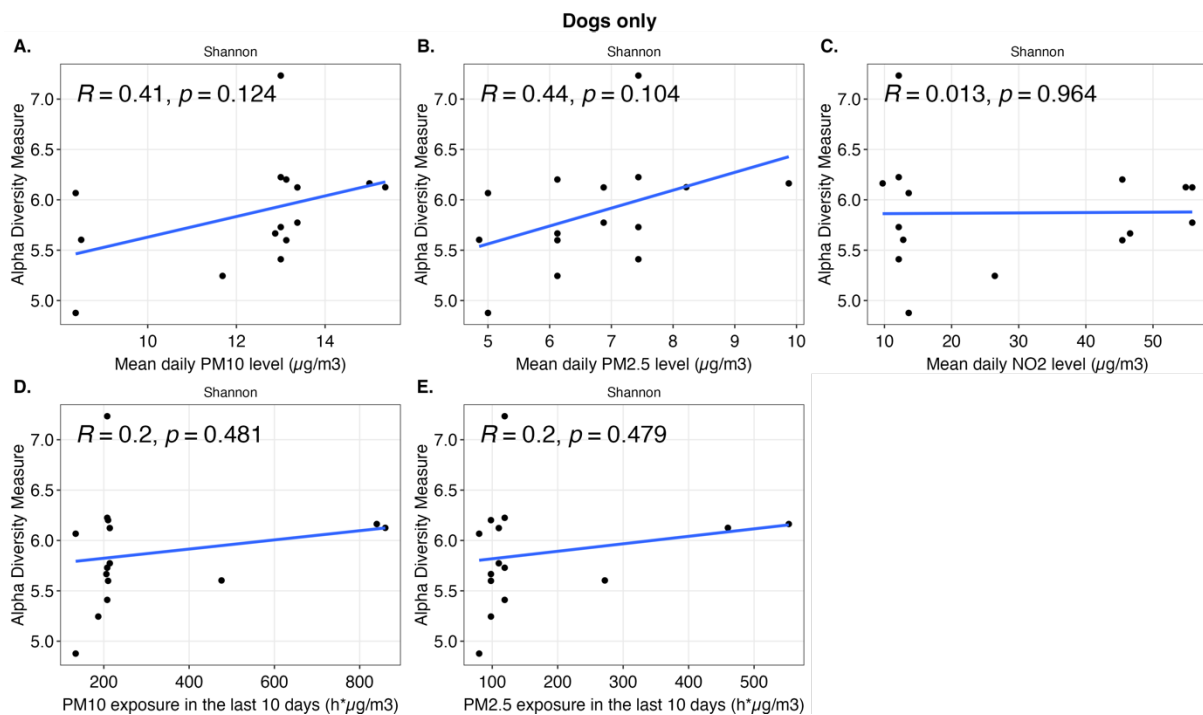 Dogs only
A.
Shannon
R = 0.41, p = 0.124
Alpha Diversity Measure
7.0
6.5
6.0
5.5
5.0
10 12 14
Mean daily PM10 level (µg/m3)
B.
Shannon
R = 0.44, p = 0.104
Alpha Diversity Measure
7.0
6.5
6.0
5.5
5.0
5 6 7 8 9 10
Mean daily PM2.5 level (µg/m3)
C.
Shannon
R = 0.013, p = 0.964
Alpha Diversity Measure
7.0
6.5
6.0
5.5
5.0
10 20 30 40 50
Mean daily NO2 level (µg/m3)
D.
Shannon
R = 0.2, p = 0.481
Alpha Diversity Measure
7.0
6.5
6.0
5.5
5.0
200 400 600 800
PM10 exposure in the last 10 days (h*µg/m3)
E.
Shannon
R = 0.2, p = 0.479
Alpha Diversity Measure
7.0
6.5
6.0
5.5
5.0
100 200 300 400 500
PM2.5 exposure in the last 10 days (h*µg/m3)